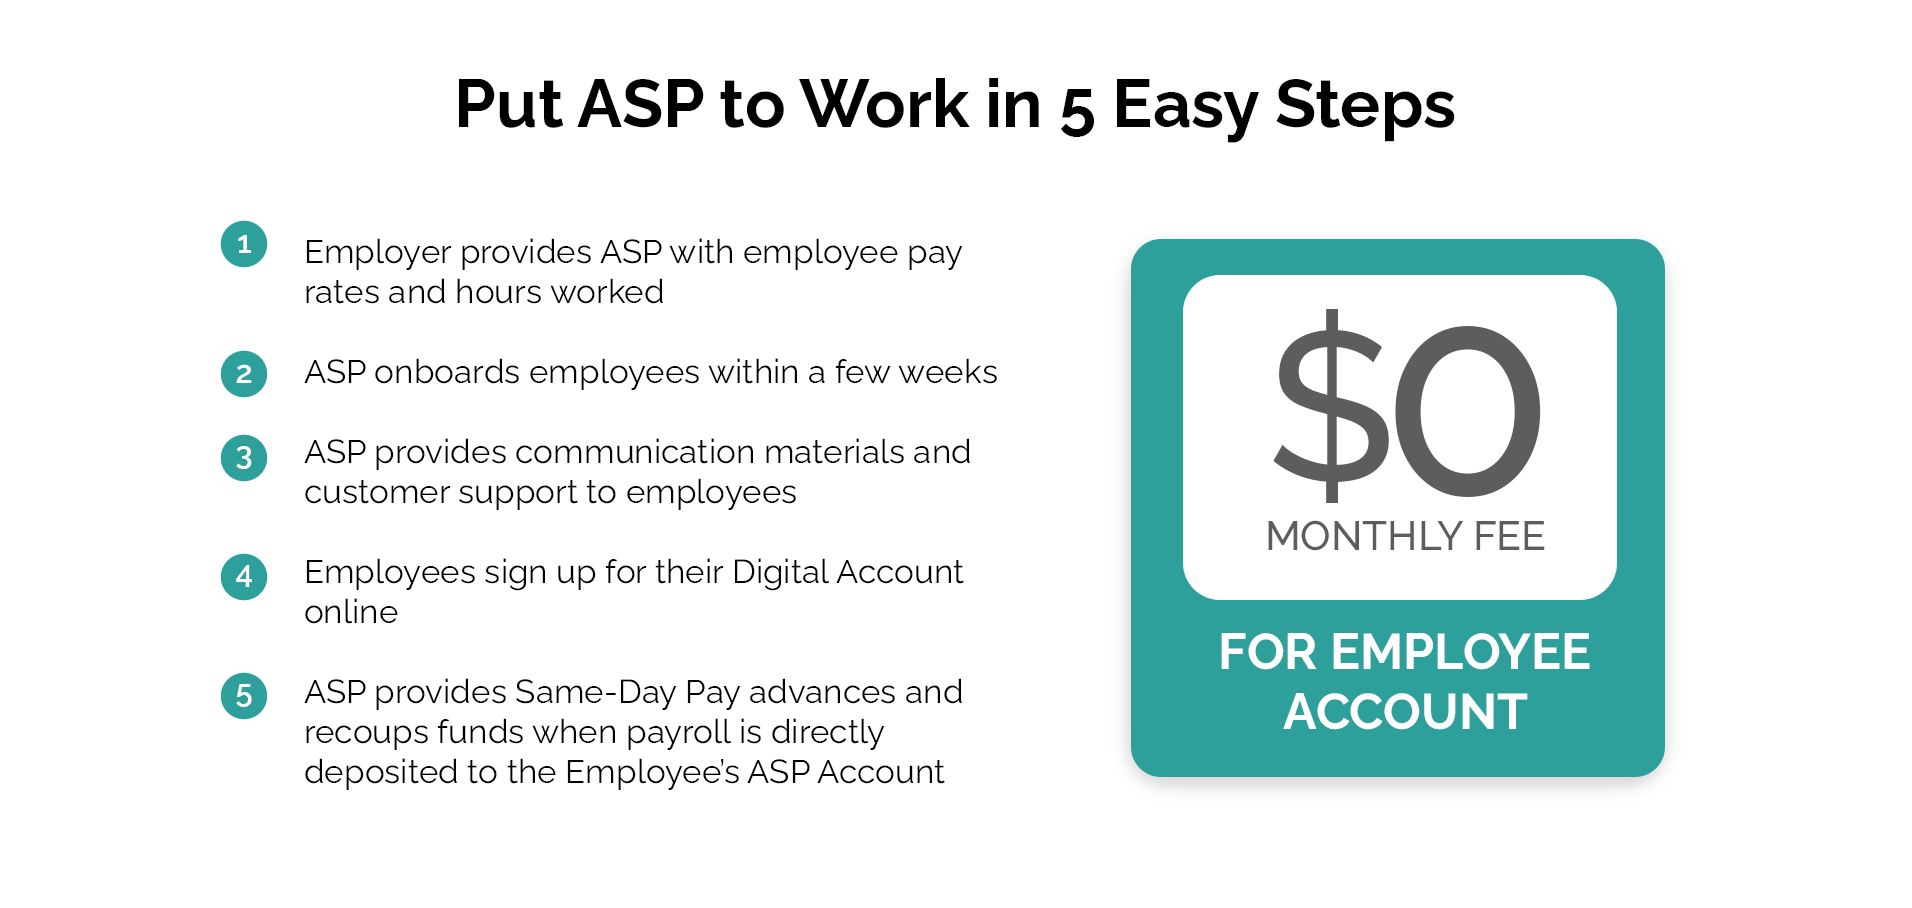 Put ASP to Work in 5 Easy Steps
1
Employer provides ASP with employee pay
rates and hours worked
2
ASP onboards employees within a few weeks
3
ASP provides communication materials and
customer support to employees
4
Employees sign up for their Digital Account
online
5
ASP provides Same-Day Pay advances and
recoups funds when payroll is directly
deposited to the Employee’s ASP Account
$0
MONTHLY FEE
FOR EMPLOYEE
ACCOUNT